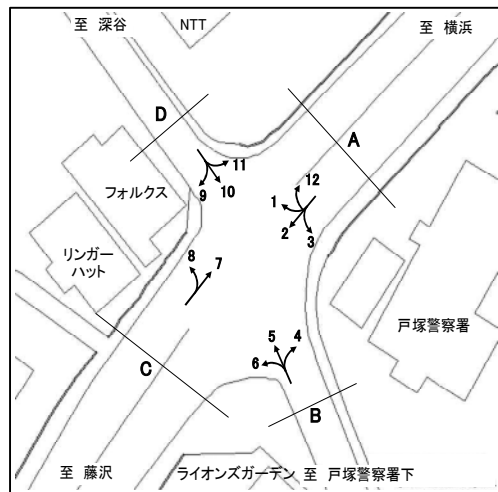 至 深谷
NTT
至 横浜
D
A
11
フォルクス
9
10
12
1
2
3
リンガー
ハット
8
7
戸塚警察署
5
4
6
C
B
至 藤沢
ライオンズガーデン
至 戸塚警察署下